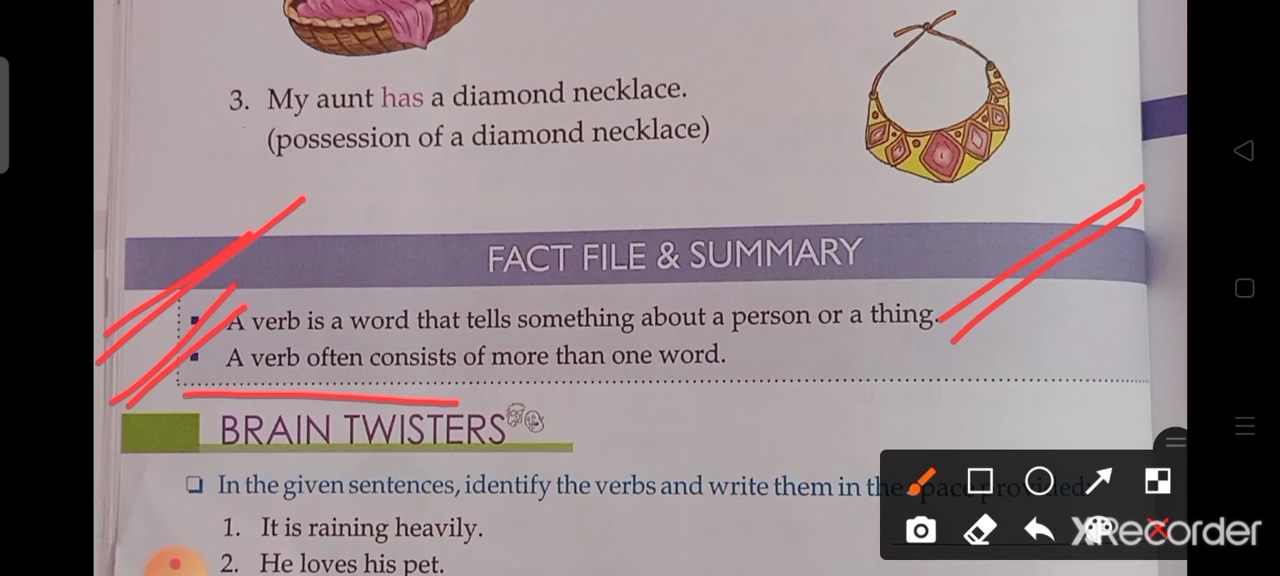 3. My aunt has a diamond necklace.
(possession of a diamond necklace)
FACT FILE & SUMMARY
A verb is a word that tells something about a person or a thing.
A verb often consists of more than one word.
BRAIN TWISTERS
In the given sentences, identify the verbs and write them in the space provided.
1. It is raining heavily.
XRecorder
2. He loves his pet.